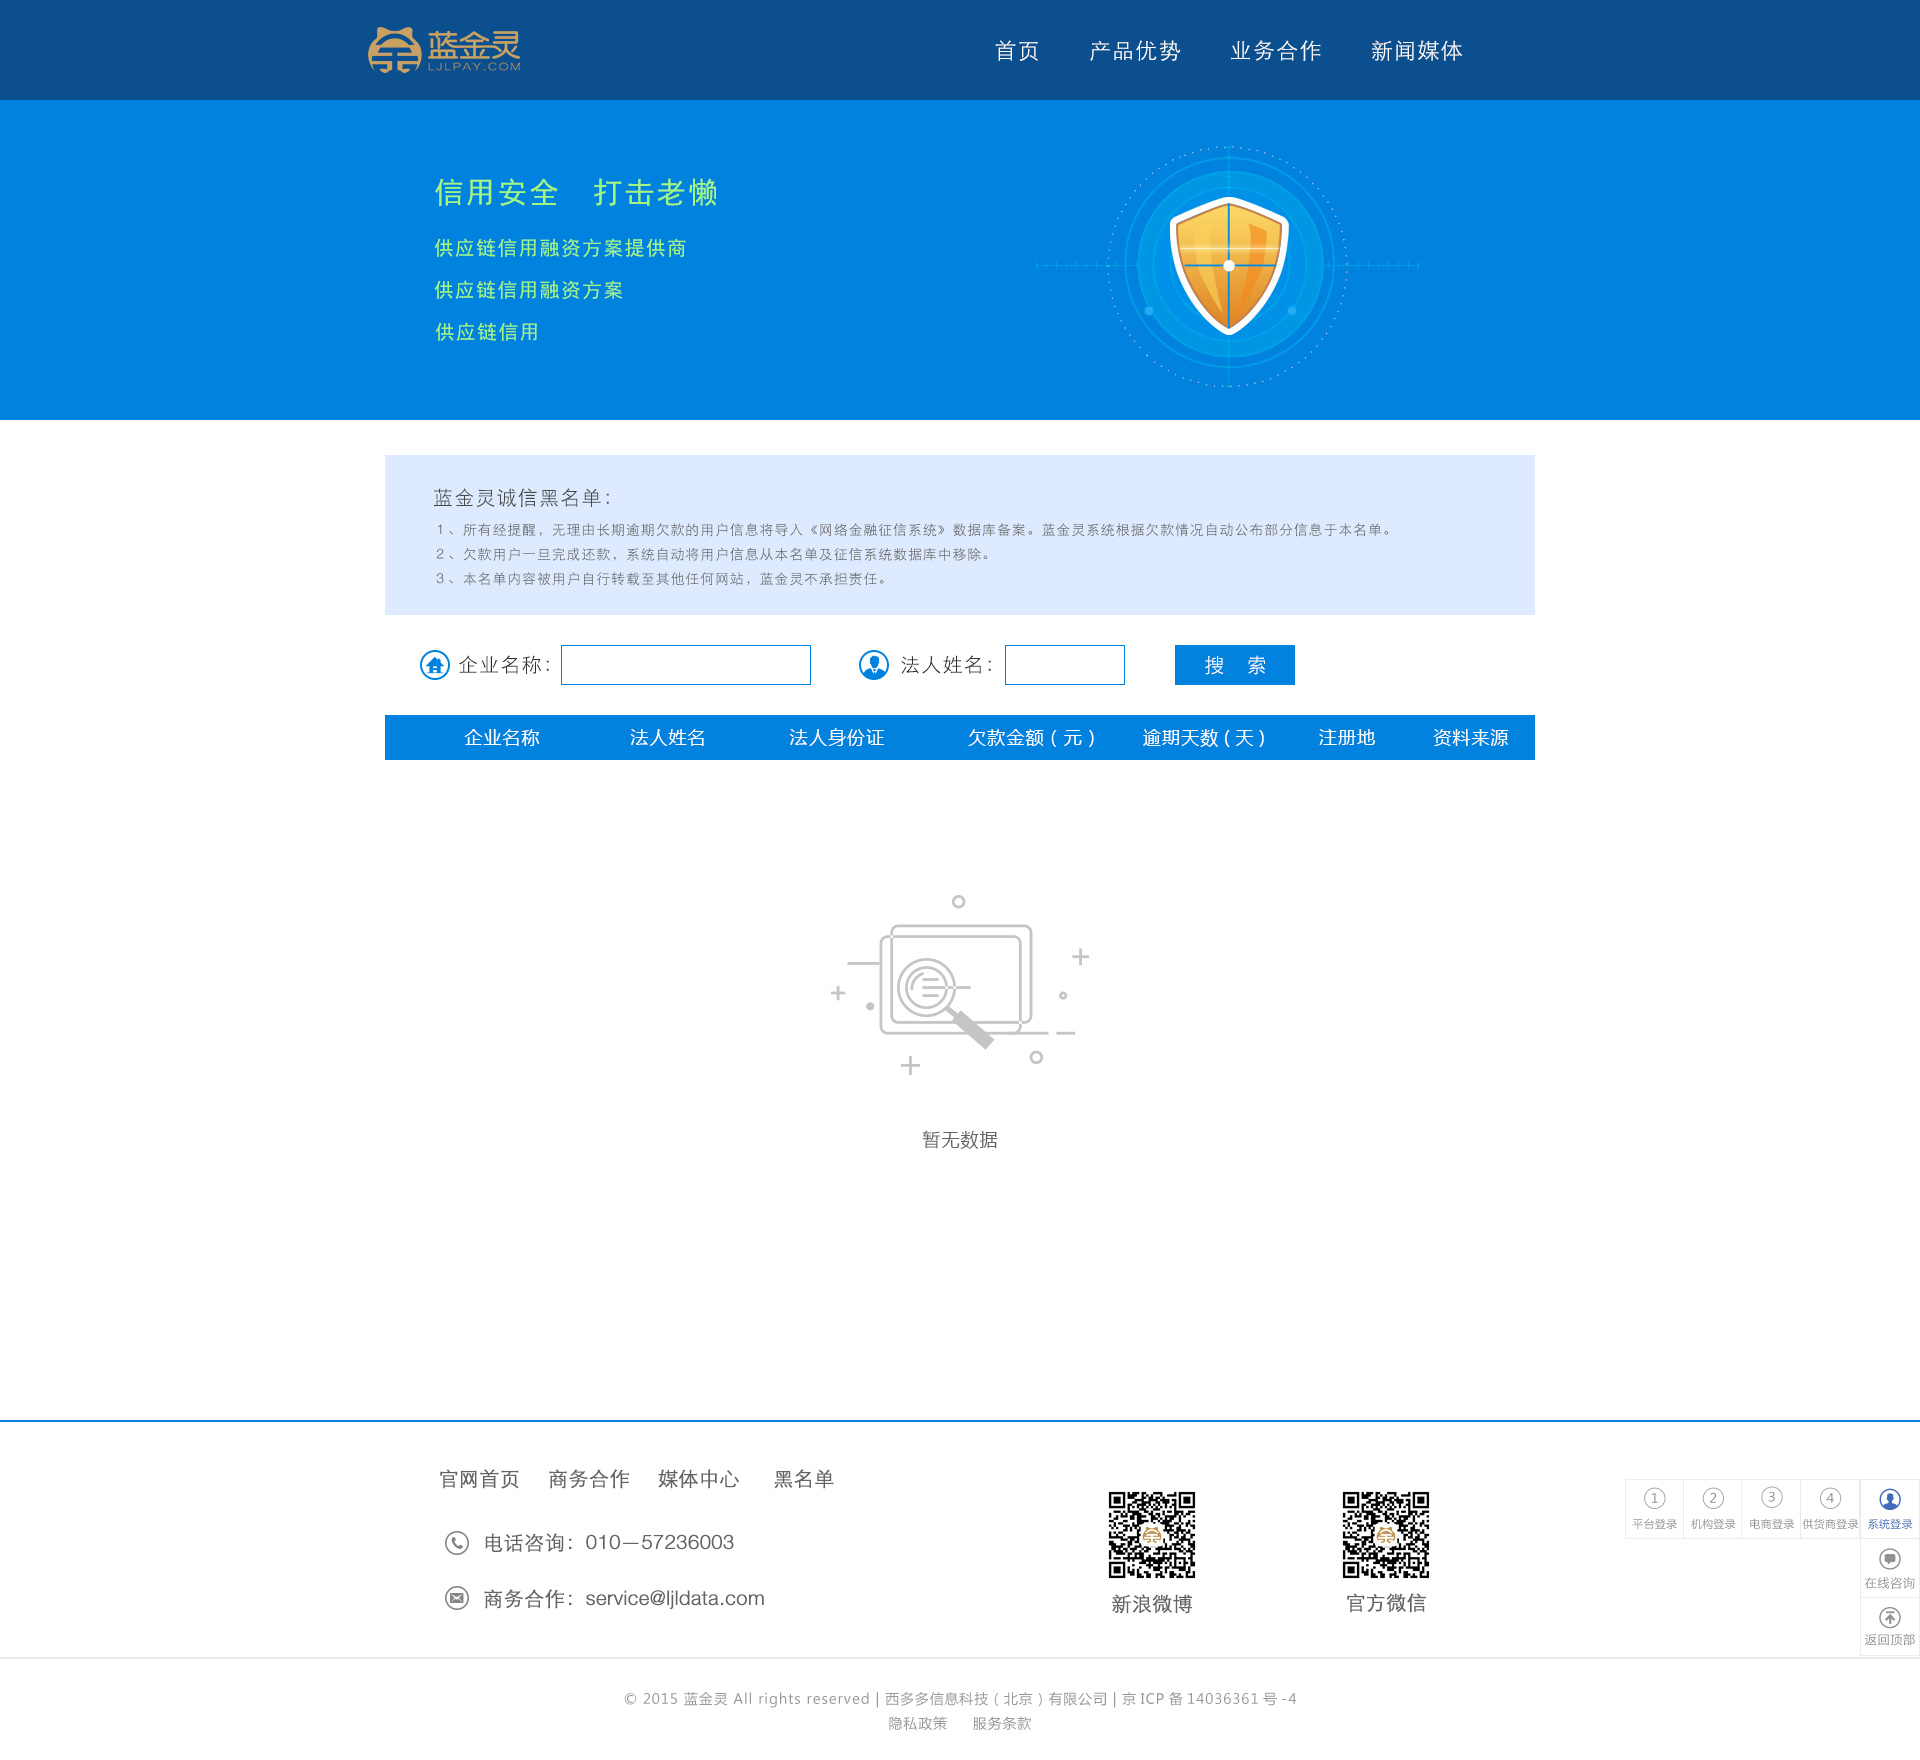 蓝金灵
LJLPAY.COM
首页 产品优势 业务合作 新闻媒体
信用安全 打击老懒
供应链信用融资方案提供商
供应链信用融资方案
供应链信用
蓝金灵诚信黑名单：
1、所有经提醒，无理由长期逾期欠款的用户信息将导入《网络金融征信系统》数据库备案。蓝金灵系统根据欠款情况自动公布部分信息于本名单。
2、欠款用户一旦完成还款，系统自动将用户信息从本名单及征信系统数据库中移除。
3、本名单内容被用户自行转载至其他任何网站，蓝金灵不承担责任。
企业名称： 法人姓名： 搜 索
企业名称 法人姓名 法人身份证 欠款金额（元） 逾期天数（天） 注册地 资料来源
暂无数据
官网首页 商务合作 媒体中心 黑名单
电话咨询：010—57236003
商务合作：service@ljldata.com
新浪微博 官方微信
1 2 3 4
平台登录 机构登录 电商登录 供货商登录 系统登录
在线咨询
返回顶部
© 2015 蓝金灵 All rights reserved | 西多多信息科技（北京）有限公司 | 京 ICP 备 14036361 号 -4
隐私政策 服务条款